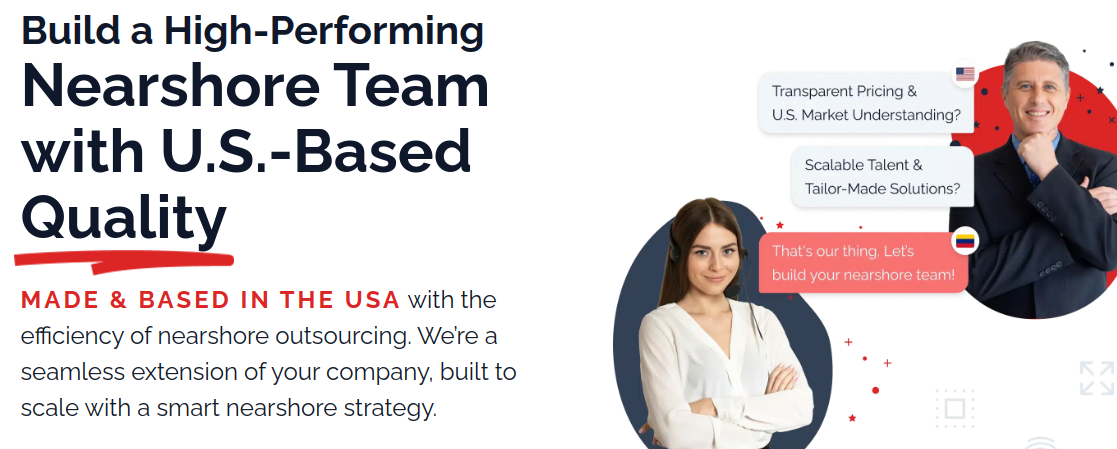 Build a High-Performing
Nearshore Team
with U.S.-Based
Quality
MADE & BASED IN THE USA with the
efficiency of nearshore outsourcing. We're a
seamless extension of your company, built to
scale with a smart nearshore strategy.
Transparent Pricing &
U.S. Market Understanding?
Scalable Talent &
Tailor-Made Solutions?
That's our thing. Let's
build your nearshore team!